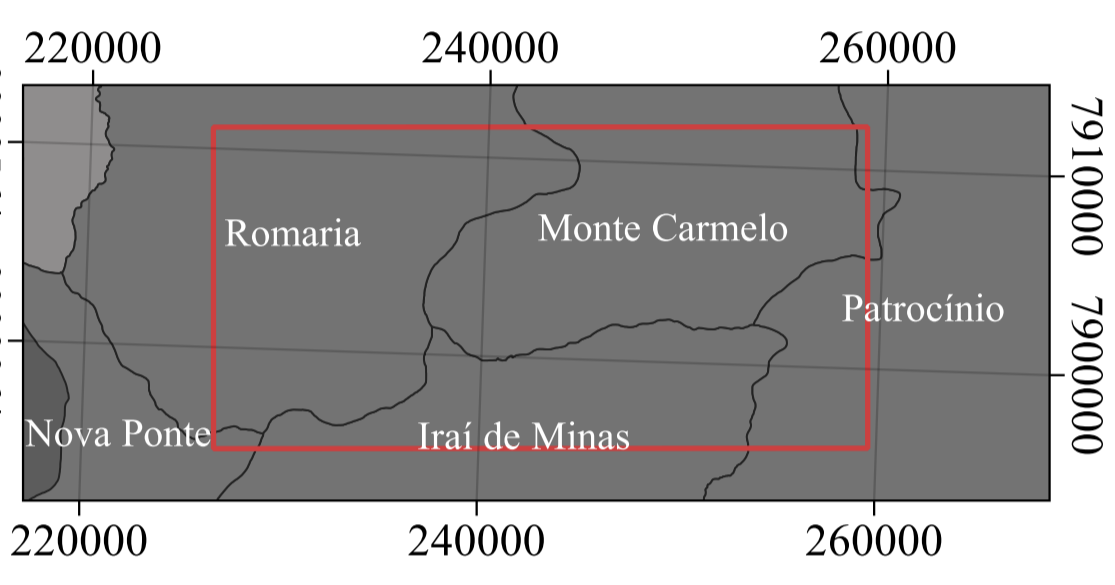 220000 240000 260000
7910000
Romaria
Monte Carmelo
Patrocínio
7900000
Nova Ponte
Iraí de Minas
220000 240000 260000